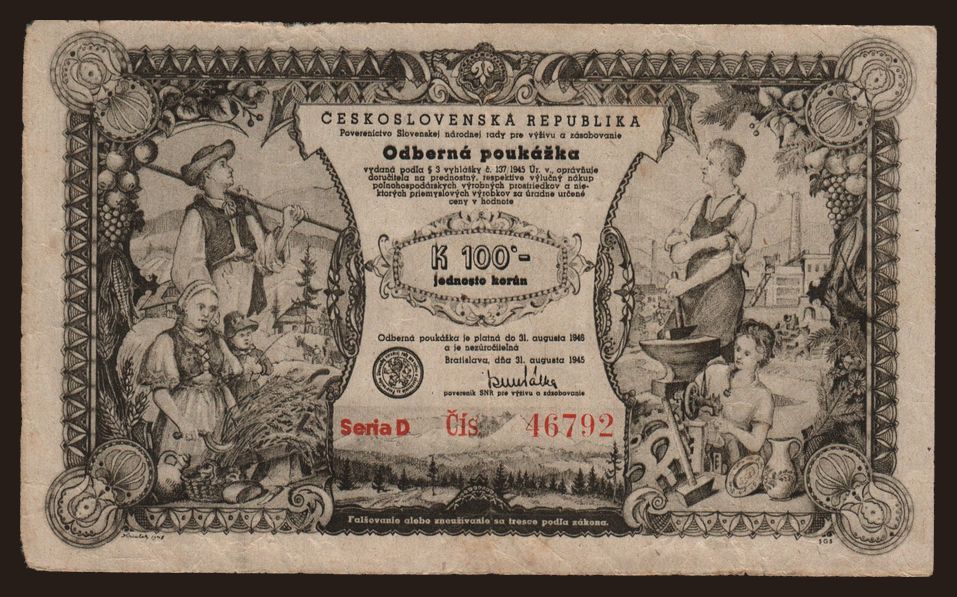 ČESKOSLOVENSKÁ REPUBLIKA
Povereníctvo Slovenskej národnej rady pre výživu a zásobovanie
Odberná poukážka
vydaná podľa § 3 vyhlášky č. 137/1945 Úr. v., oprávňuje
doručiteľa na prednostný, respektíve výlučný nákup
poľnohospodárskych výrobných prostriedkov a nie-
ktorých priemyslových výrobkov za úradne určené
ceny v hodnote
K 100·-
jednosto korún
Odberná poukážka je platná do 31. augusta 1946
a je nezúročiteľná
Bratislava, dňa 31. augusta 1945
poverenik SNR pre výživu a zásobovanie
Seria D Čís 46792
Falšovanie alebo zneužívanie sa tresce podľa zákona.